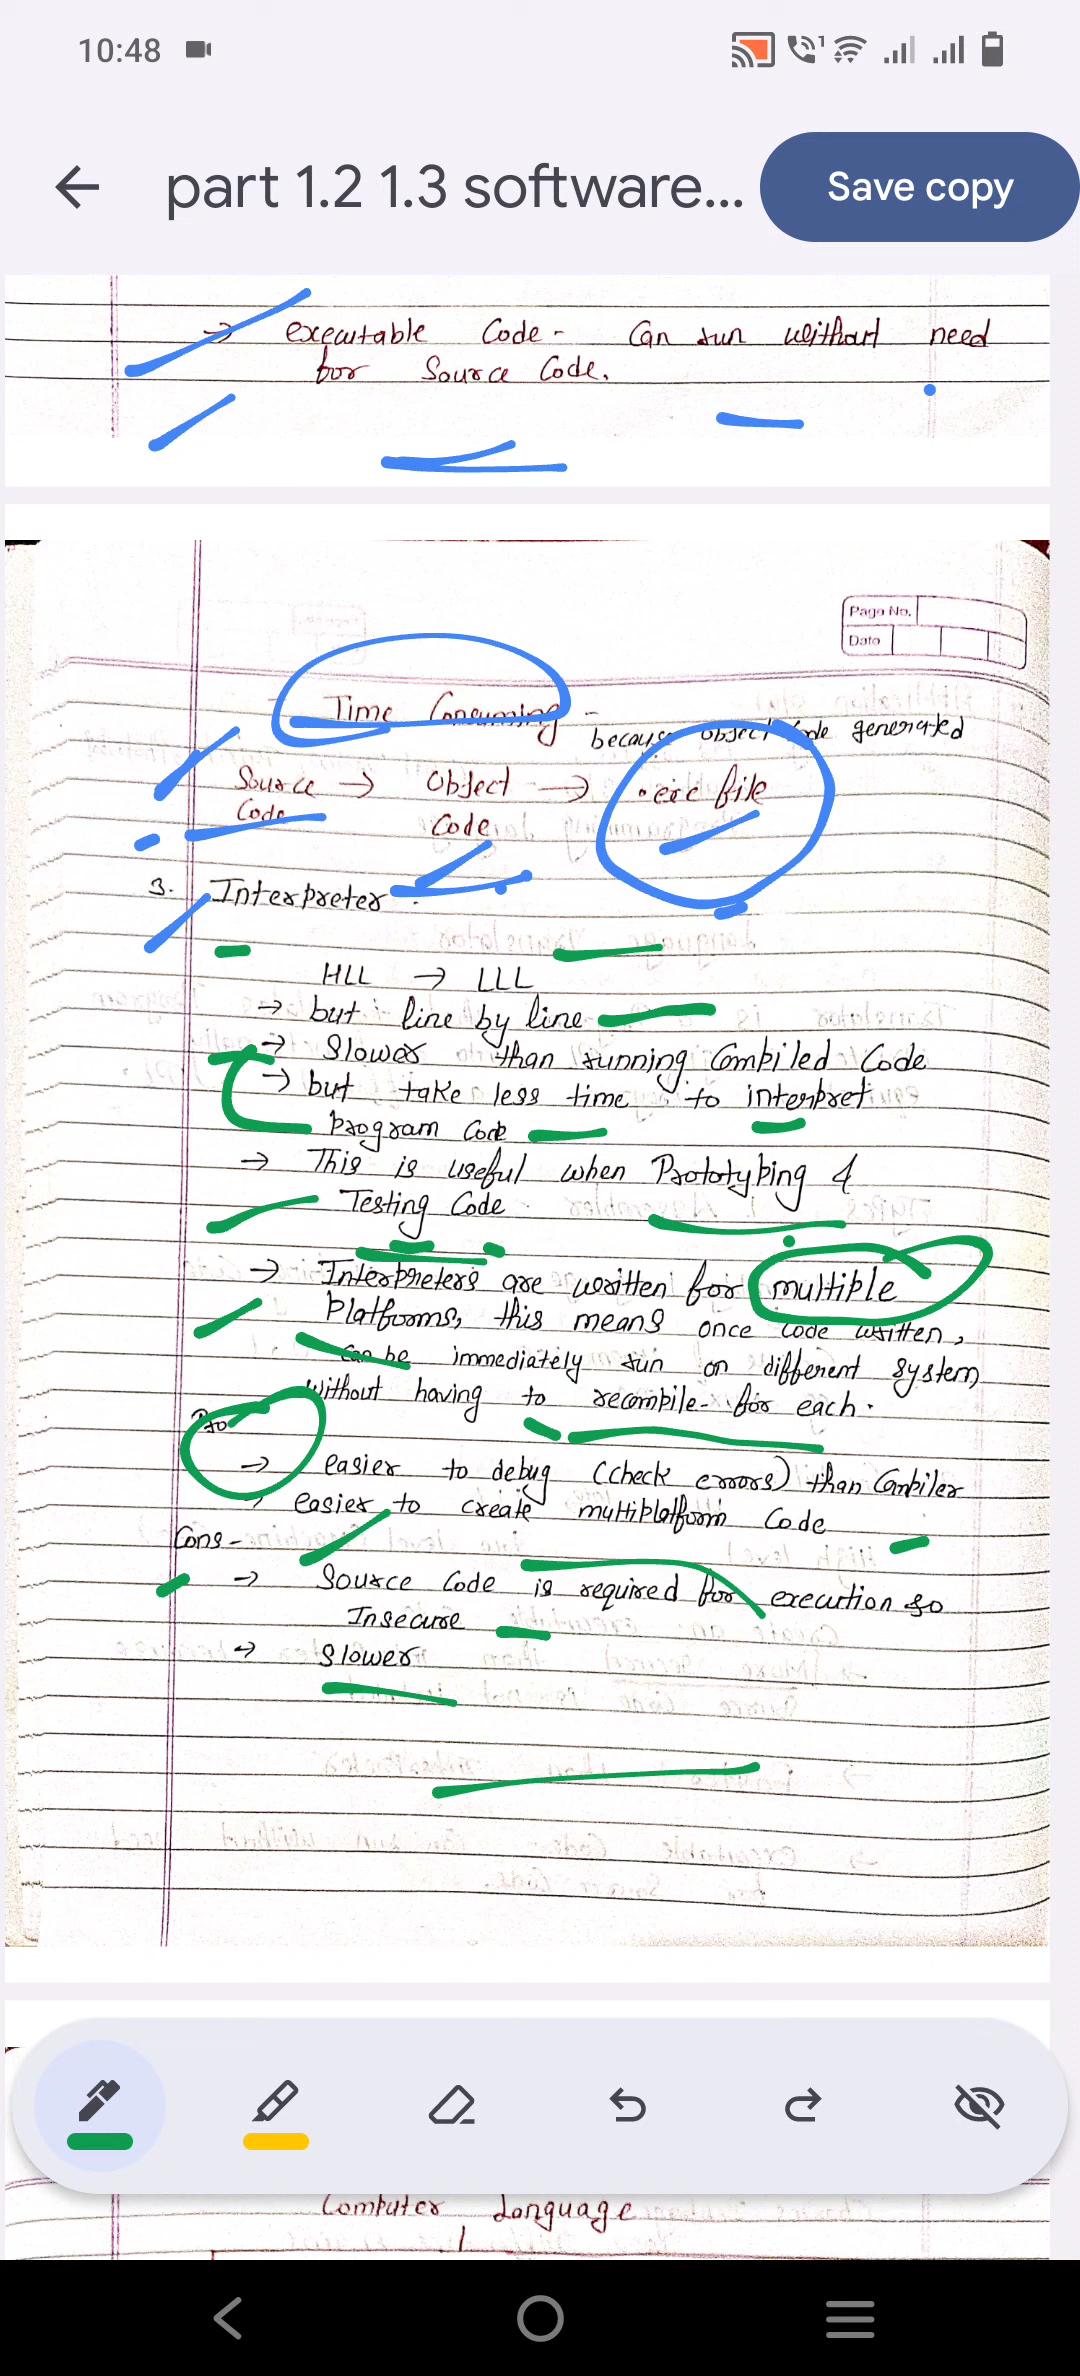 10:48
part 1.2 1.3 software...
Save copy
→ executable Code - Can run without need
for Source Code.
Page No.
Date
Time Consuming -
because object code generated
Source → Object → .exe file
Code Code
3. Interpreter
HLL → LLL
→ but line by line
→ Slower than running Compiled Code
→ but take less time to interpret
Program Code
→ This is useful when Prototyping &
Testing Code
→ Interpreters are written for multiple
Platforms, this means once code written,
can be immediately run on different system
without having to recompile for each.
Pro
→ easier to debug (check errors) than Compiler
→ easier to create multiplatform Code
Cons -
→ Source Code is required for execution so
Insecure
→ Slower
Computer Language